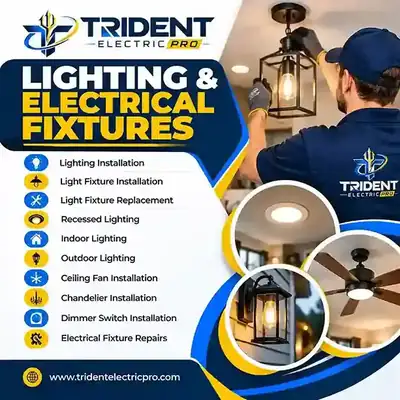 TRIDENT
ELECTRIC PRO
LIGHTING &
ELECTRICAL
FIXTURES
Lighting Installation
Light Fixture Installation
Light Fixture Replacement
Recessed Lighting
Indoor Lighting
Outdoor Lighting
Ceiling Fan Installation
Chandelier Installation
Dimmer Switch Installation
Electrical Fixture Repairs
TRIDENT
ELECTRIC PRO
www.tridentelectricpro.com